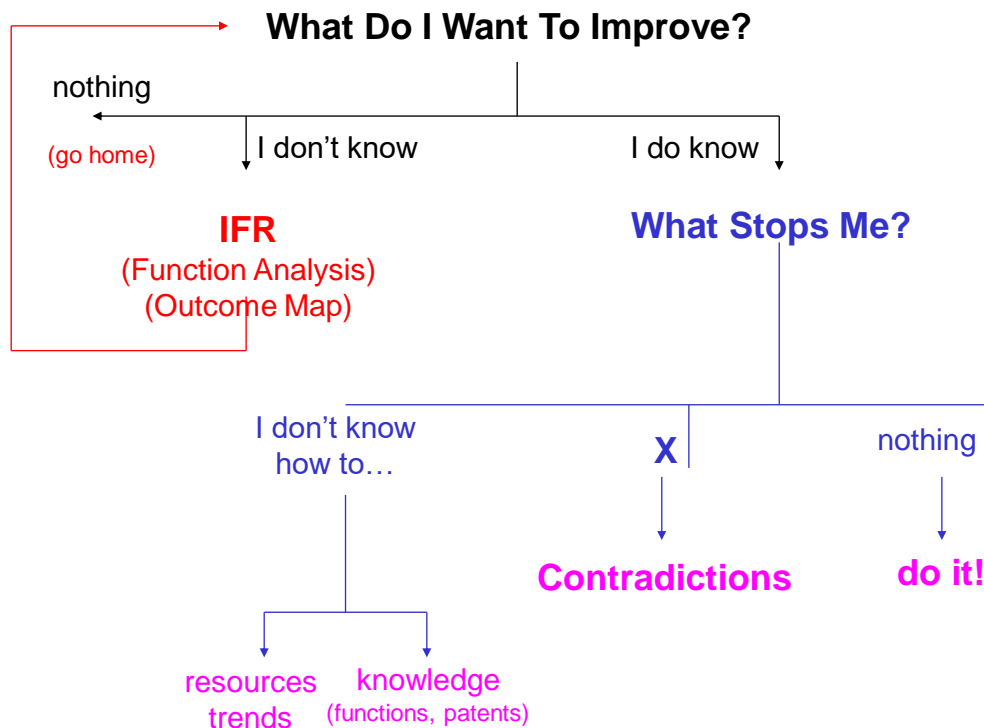 What Do I Want To Improve?
nothing
(go home)
I don’t know
I do know
IFR
(Function Analysis)
(Outcome Map)
What Stops Me?
I don’t know
how to…
X
nothing
Contradictions
do it!
resources
trends
knowledge
(functions, patents)